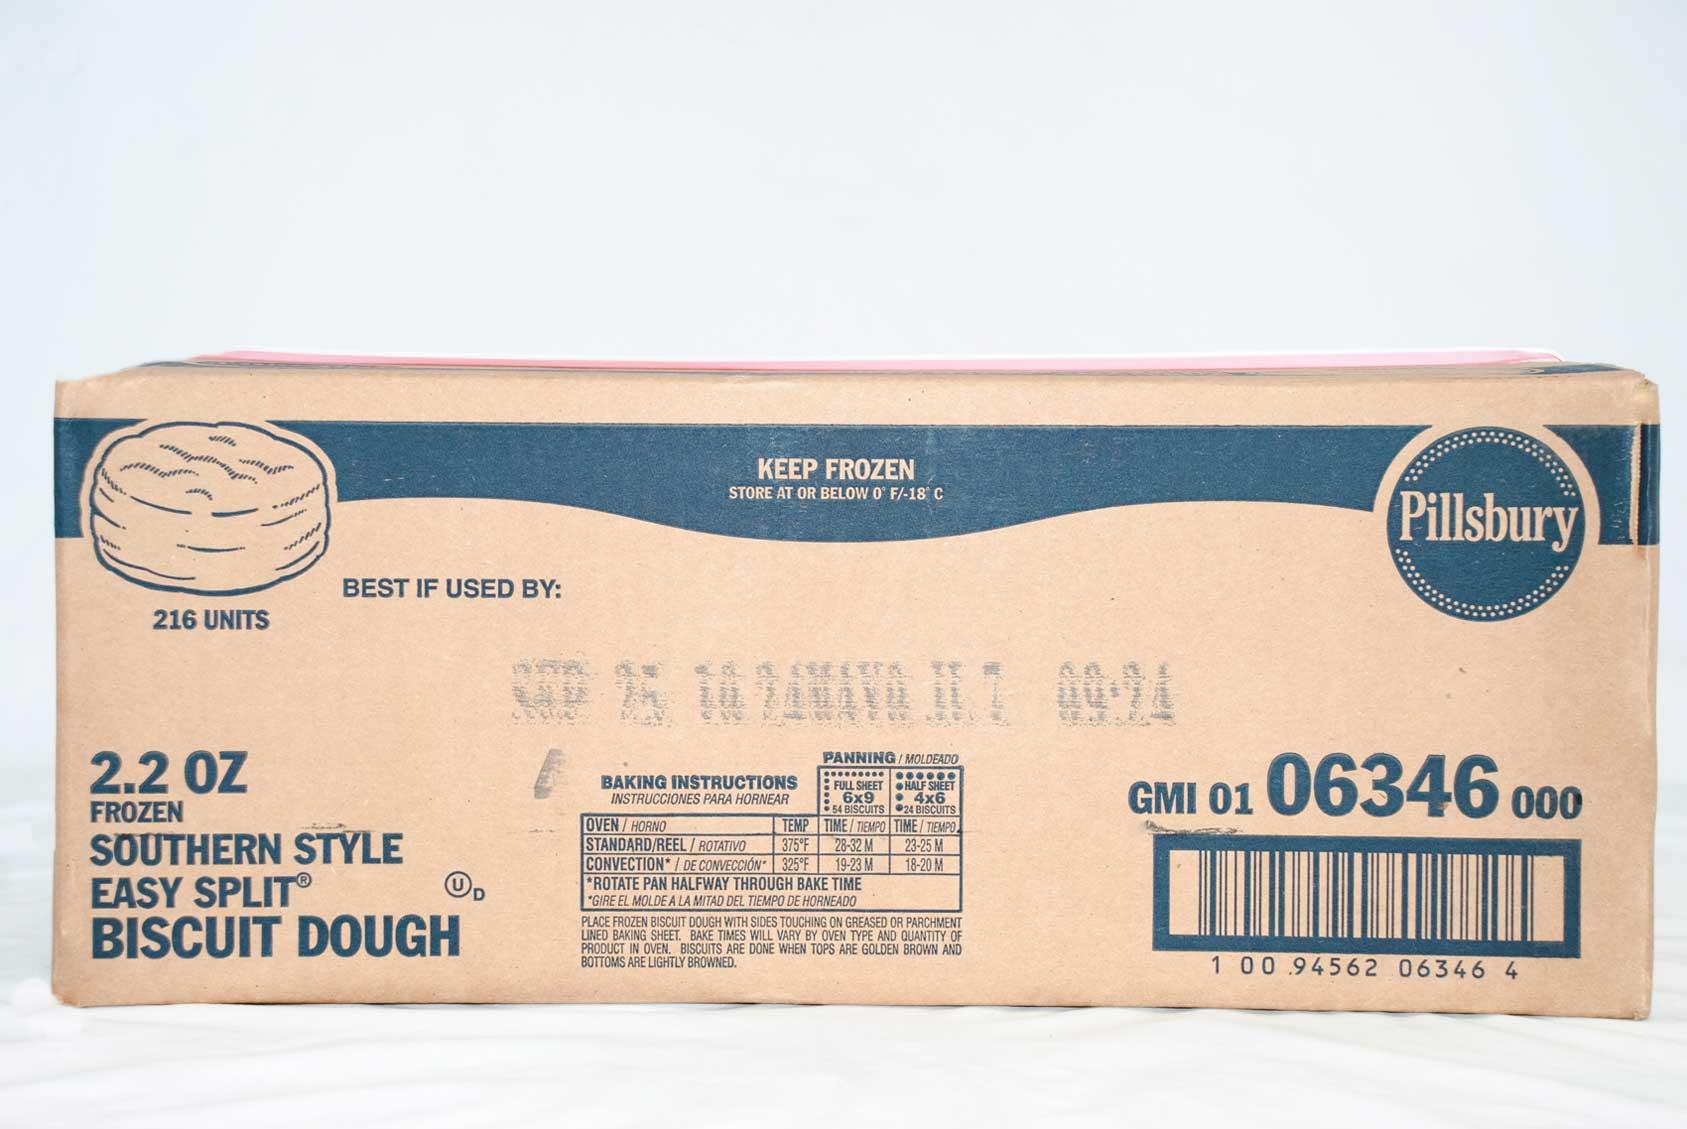 KEEP FROZEN
STORE AT OR BELOW 0° F/-18° C
Pillsbury
216 UNITS
BEST IF USED BY:
2.2 OZ
FROZEN
SOUTHERN STYLE
EASY SPLIT®
BISCUIT DOUGH
U D
PANNING / MOLDEADO
BAKING INSTRUCTIONS
INSTRUCCIONES PARA HORNEAR
FULL SHEET
6x9
54 BISCUITS
HALF SHEET
4x6
24 BISCUITS
OVEN / HORNO TEMP TIME / TIEMPO TIME / TIEMPO
STANDARD/REEL / ROTATIVO 375°F 28-32 M 23-25 M
CONVECTION* / DE CONVECCIÓN* 325°F 19-23 M 18-20 M
*ROTATE PAN HALFWAY THROUGH BAKE TIME
*GIRE EL MOLDE A LA MITAD DEL TIEMPO DE HORNEADO
PLACE FROZEN BISCUIT DOUGH WITH SIDES TOUCHING ON GREASED OR PARCHMENT
LINED BAKING SHEET. BAKE TIMES WILL VARY BY OVEN TYPE AND QUANTITY OF
PRODUCT IN OVEN. BISCUITS ARE DONE WHEN TOPS ARE GOLDEN BROWN AND
BOTTOMS ARE LIGHTLY BROWNED.
GMI 01 06346 000
1 00 94562 06346 4